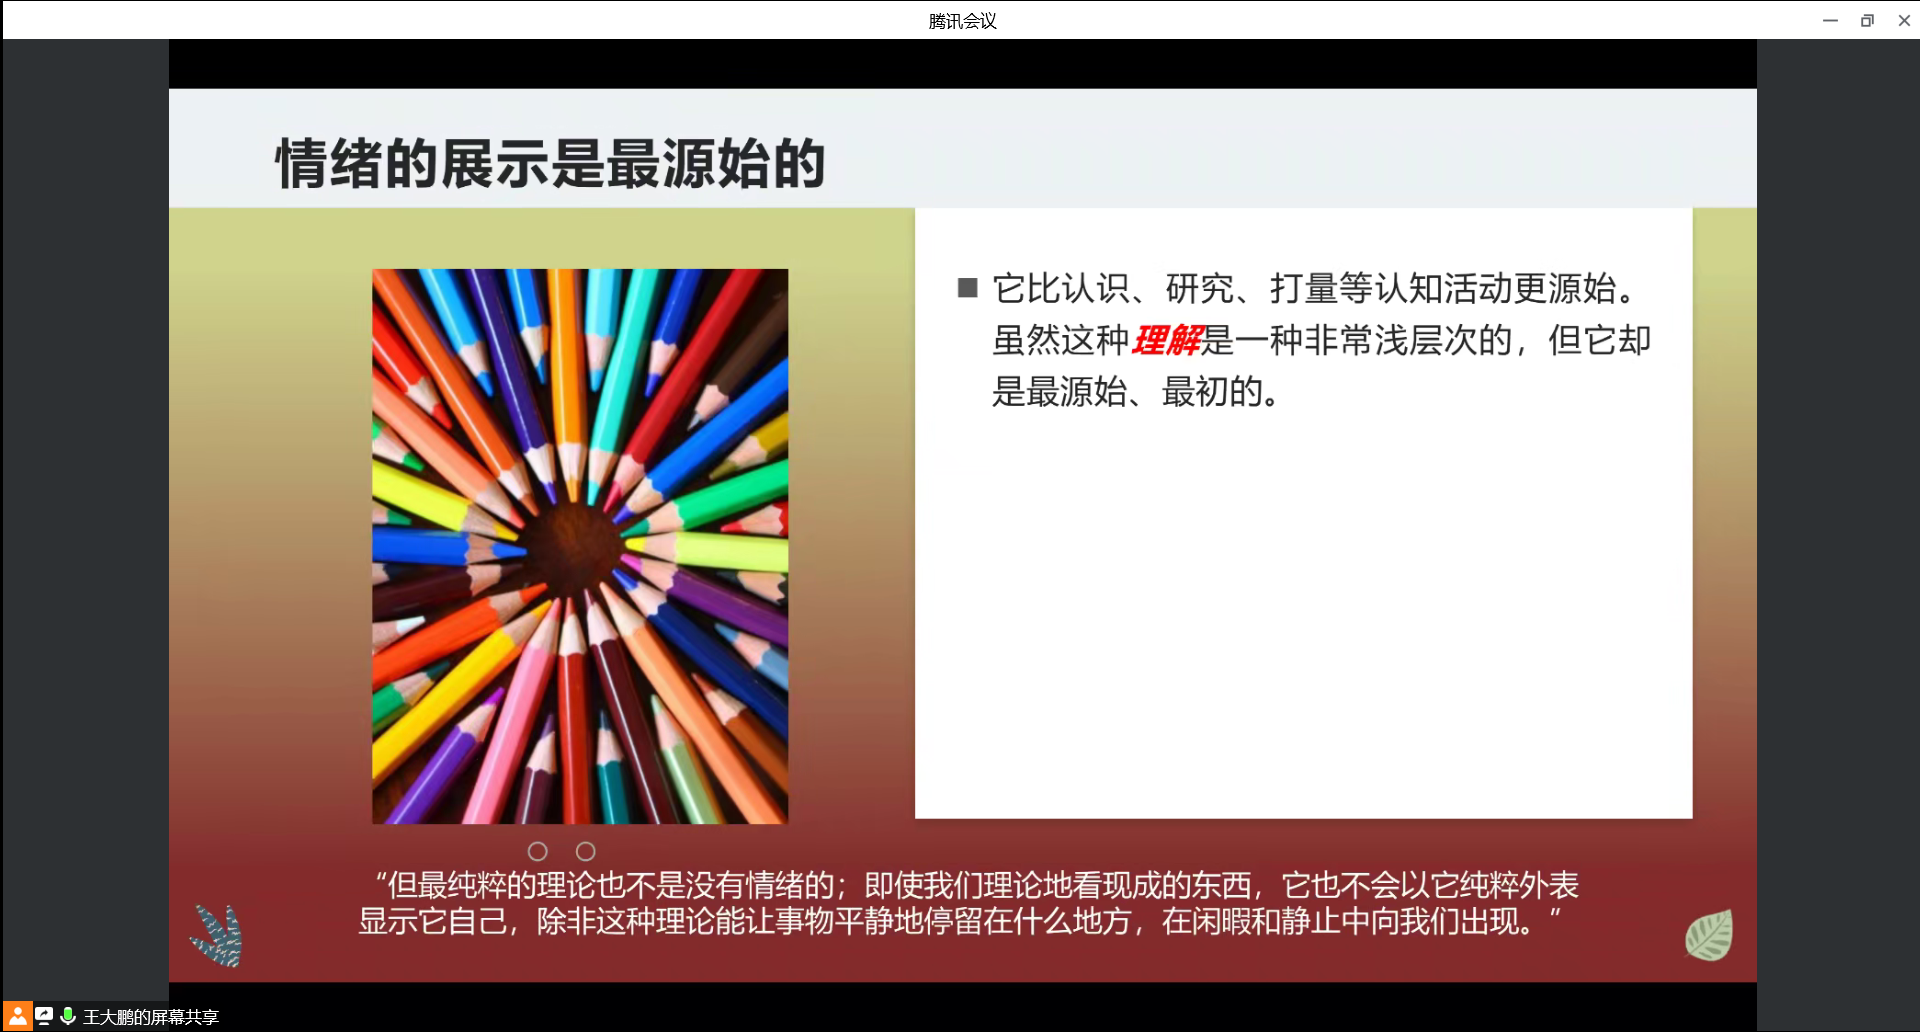 腾讯会议
情绪的展示是最源始的
它比认识、研究、打量等认知活动更源始。
虽然这种理解是一种非常浅层次的，但它却
是最源始、最初的。
“但最纯粹的理论也不是没有情绪的；即使我们理论地看现成的东西，它也不会以它纯粹外表
显示它自己，除非这种理论能让事物平静地停留在什么地方，在闲暇和静止中向我们出现。”
王大鹏的屏幕共享